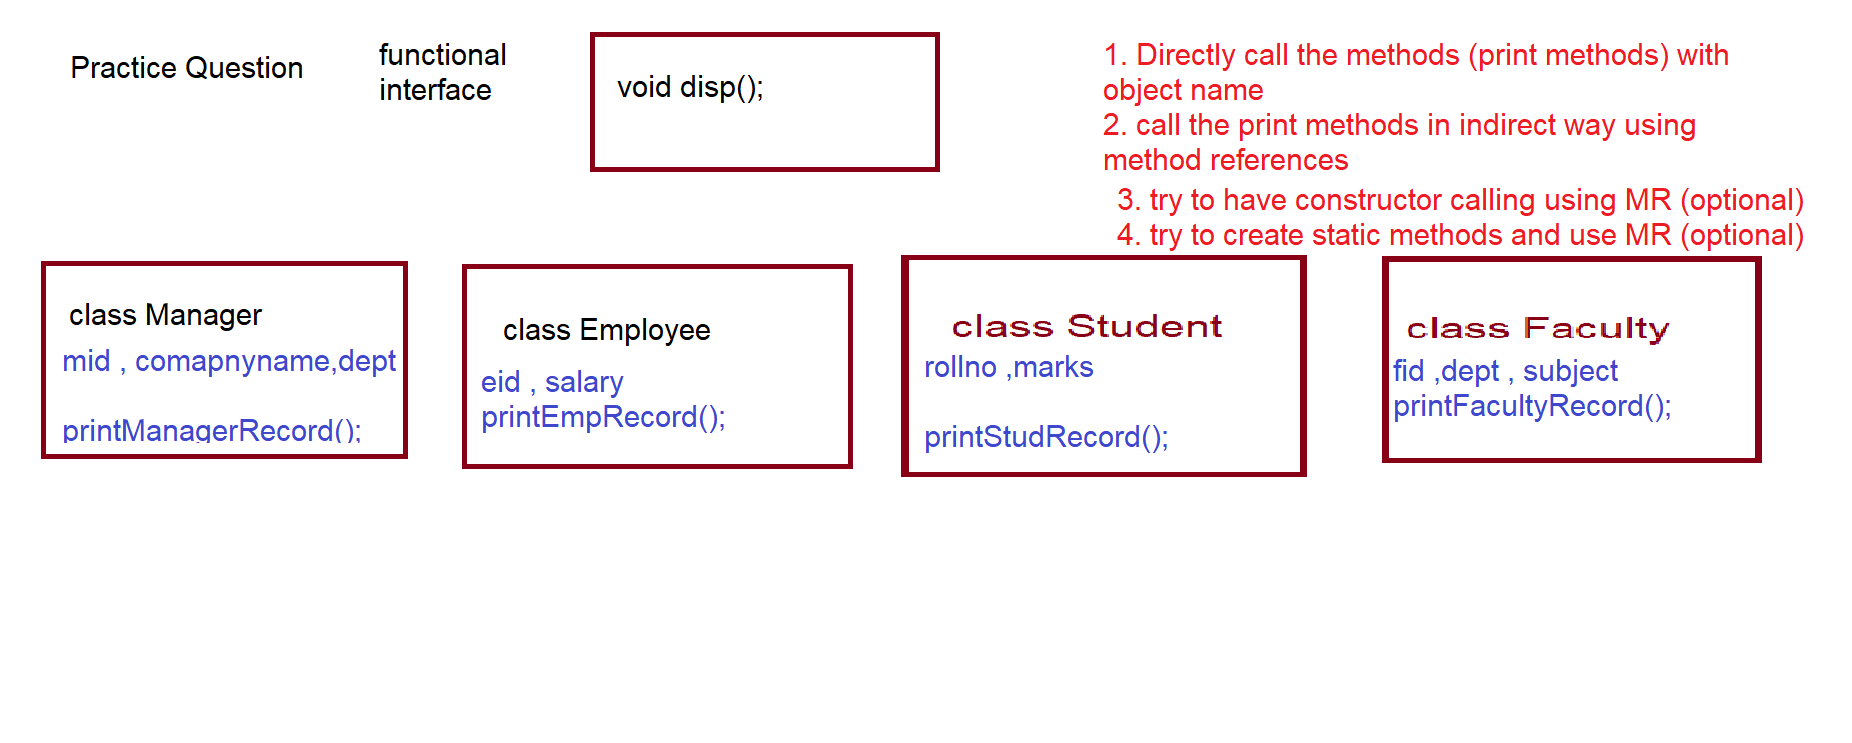 Practice Question
functional
interface
void disp();
1. Directly call the methods (print methods) with
object name
2. call the print methods in indirect way using
method references
3. try to have constructor calling using MR (optional)
4. try to create static methods and use MR (optional)
class Manager
mid , comapnyname,dept
printManagerRecord();
class Employee
eid , salary
printEmpRecord();
class Student
rollno ,marks
printStudRecord();
class Faculty
fid ,dept , subject
printFacultyRecord();